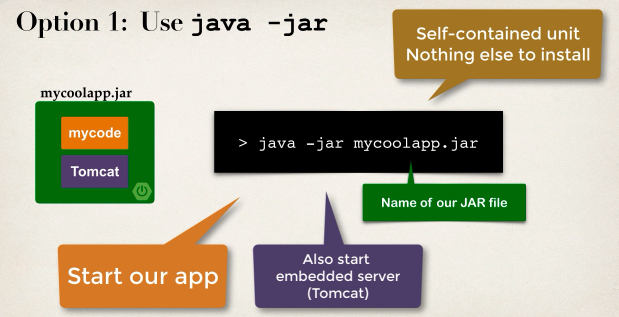 Option 1: Use java -jar
Self-contained unit
Nothing else to install
mycoolapp.jar
mycode
Tomcat
> java -jar mycoolapp.jar
Name of our JAR file
Start our app
Also start
embedded server
(Tomcat)